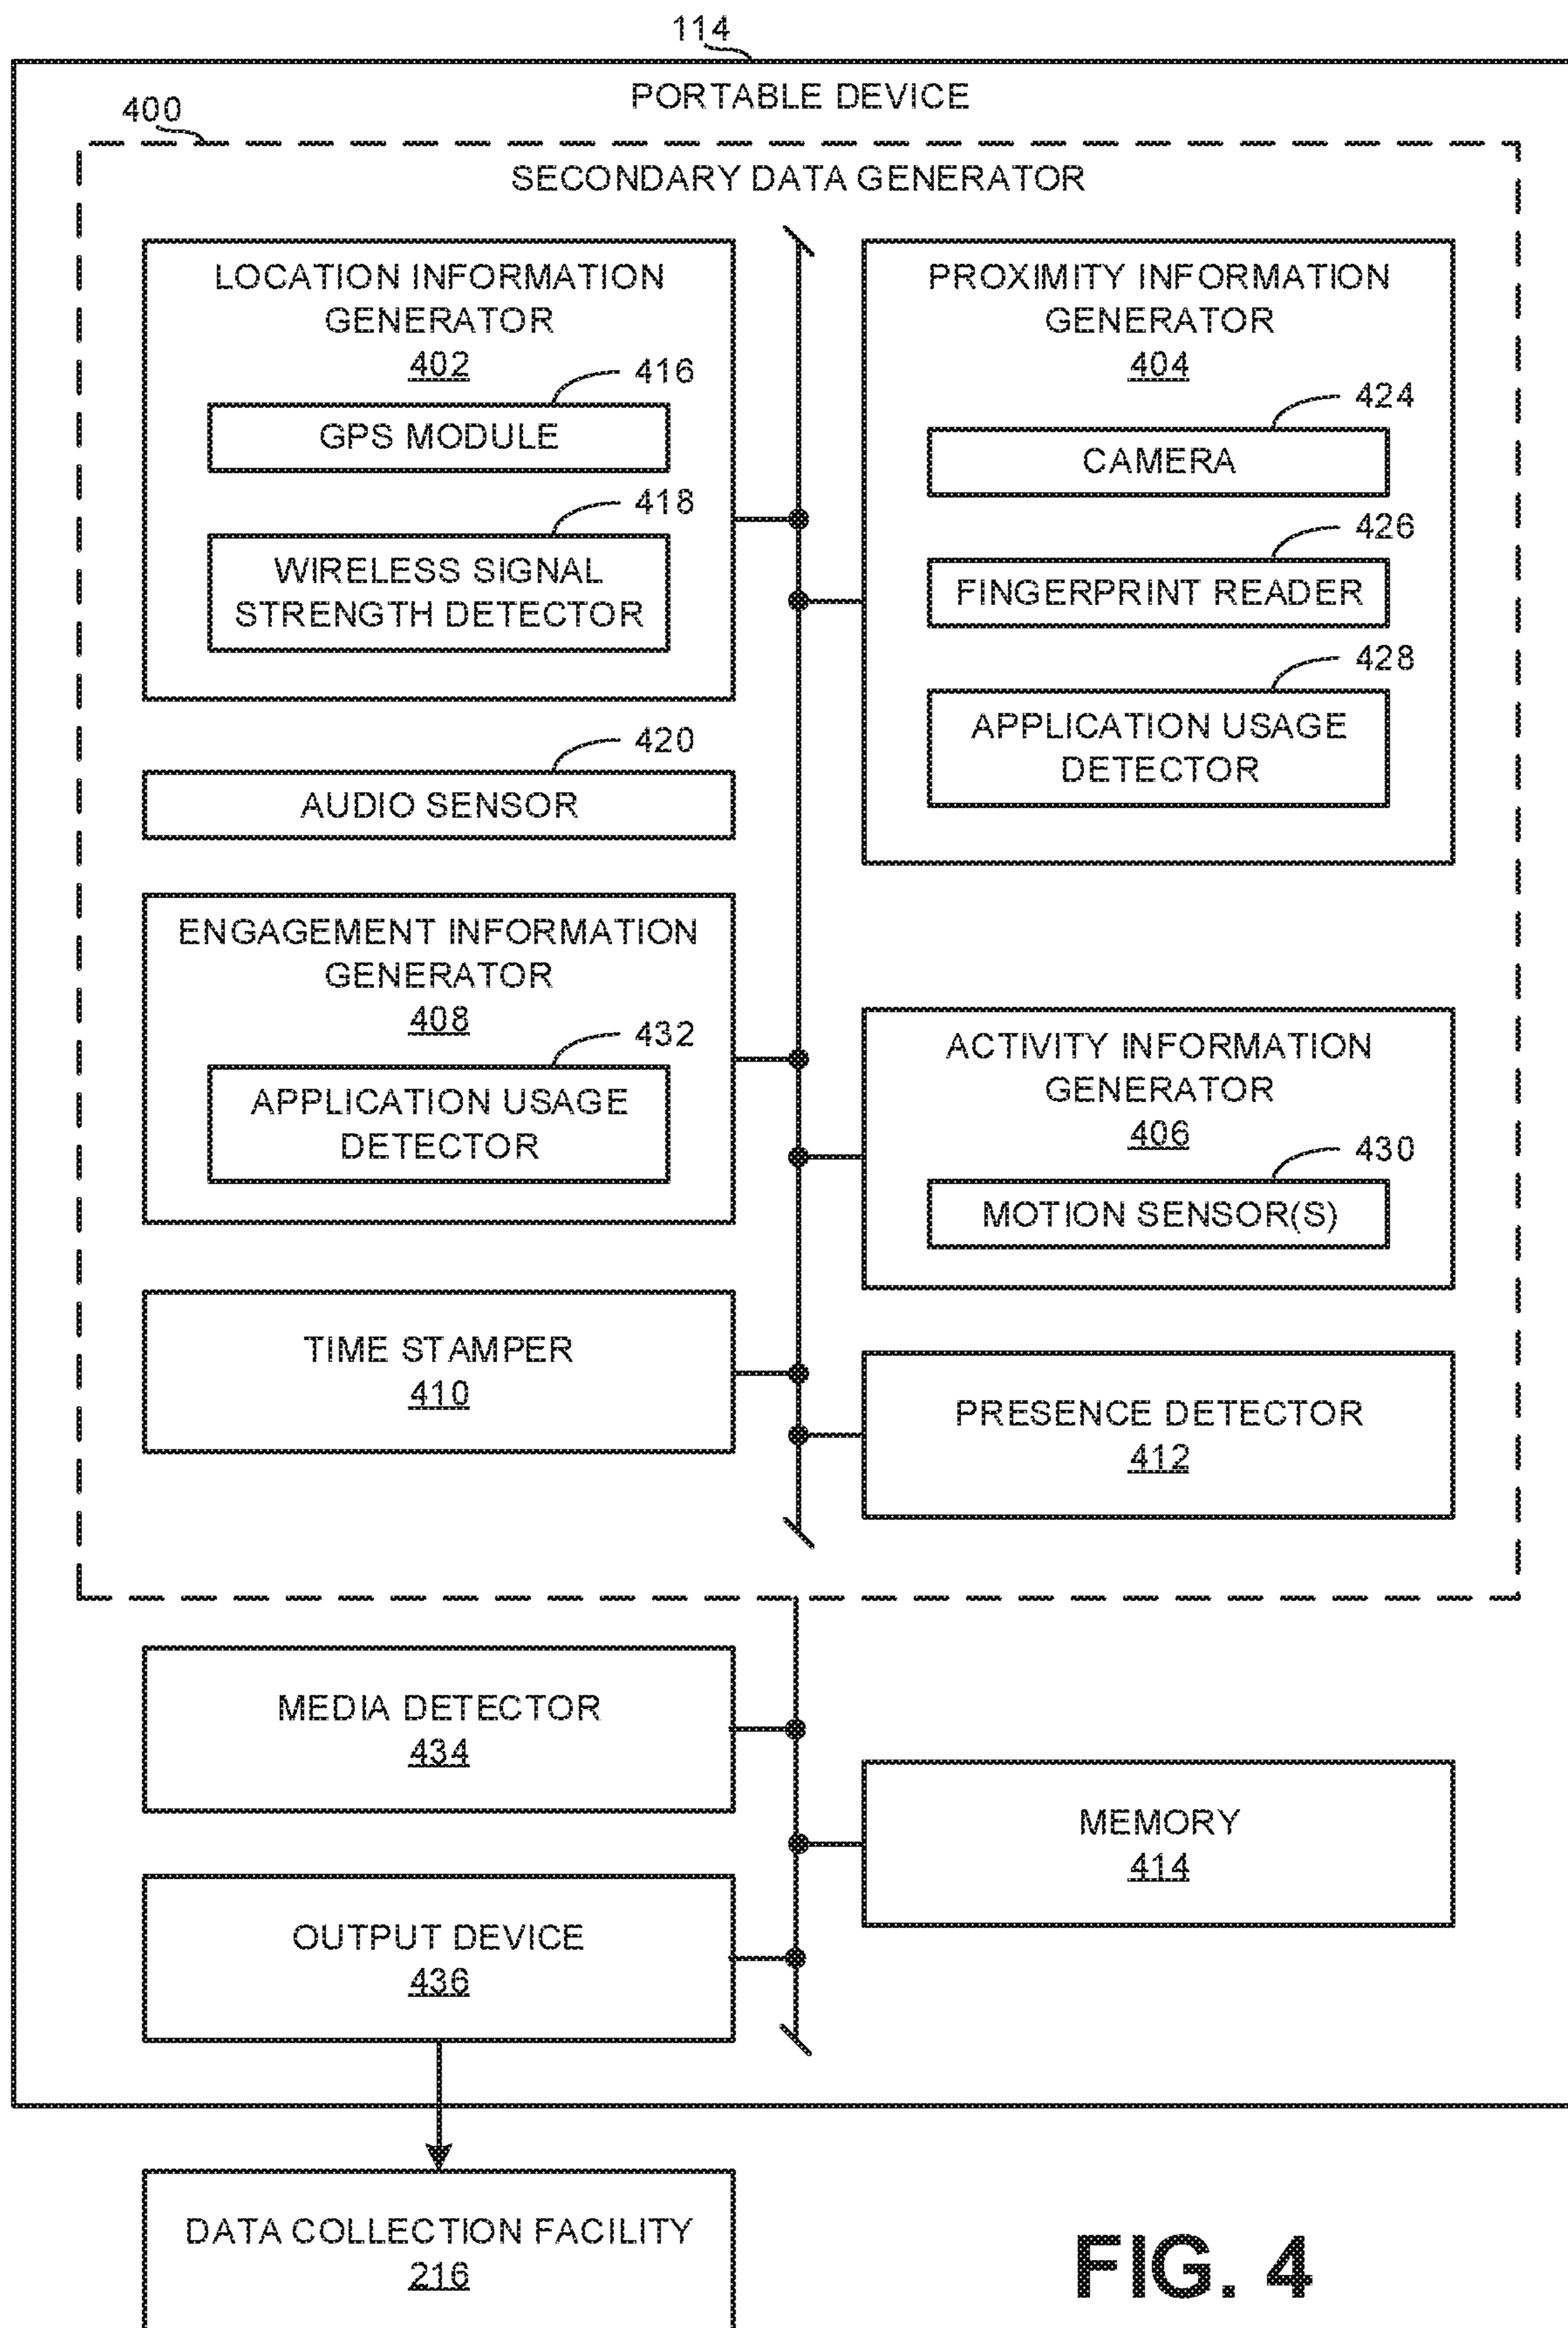 114
PORTABLE DEVICE
400
SECONDARY DATA GENERATOR
LOCATION INFORMATION
GENERATOR
402
416
GPS MODULE
418
WIRELESS SIGNAL
STRENGTH DETECTOR
PROXIMITY INFORMATION
GENERATOR
404
424
CAMERA
426
FINGERPRINT READER
428
APPLICATION USAGE
DETECTOR
420
AUDIO SENSOR
ENGAGEMENT INFORMATION
GENERATOR
408
432
APPLICATION USAGE
DETECTOR
ACTIVITY INFORMATION
GENERATOR
406
430
MOTION SENSOR(S)
TIME STAMPER
410
PRESENCE DETECTOR
412
MEDIA DETECTOR
434
MEMORY
414
OUTPUT DEVICE
436
DATA COLLECTION FACILITY
216
FIG. 4